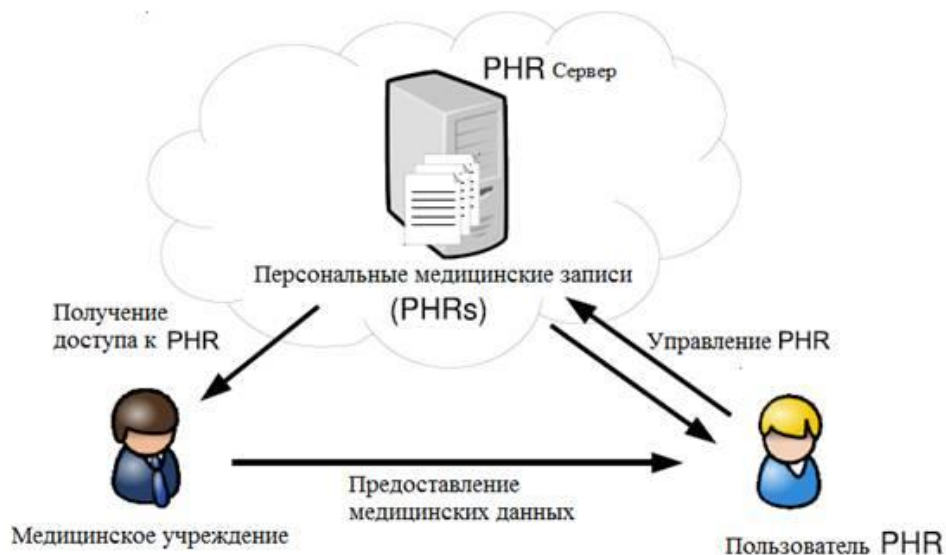 PHR Сервер
Персональные медицинские записи
(PHRs)
Получение
доступа к PHR
Управление PHR
Предоставление
медицинских данных
Медицинское учреждение
Пользователь PHR